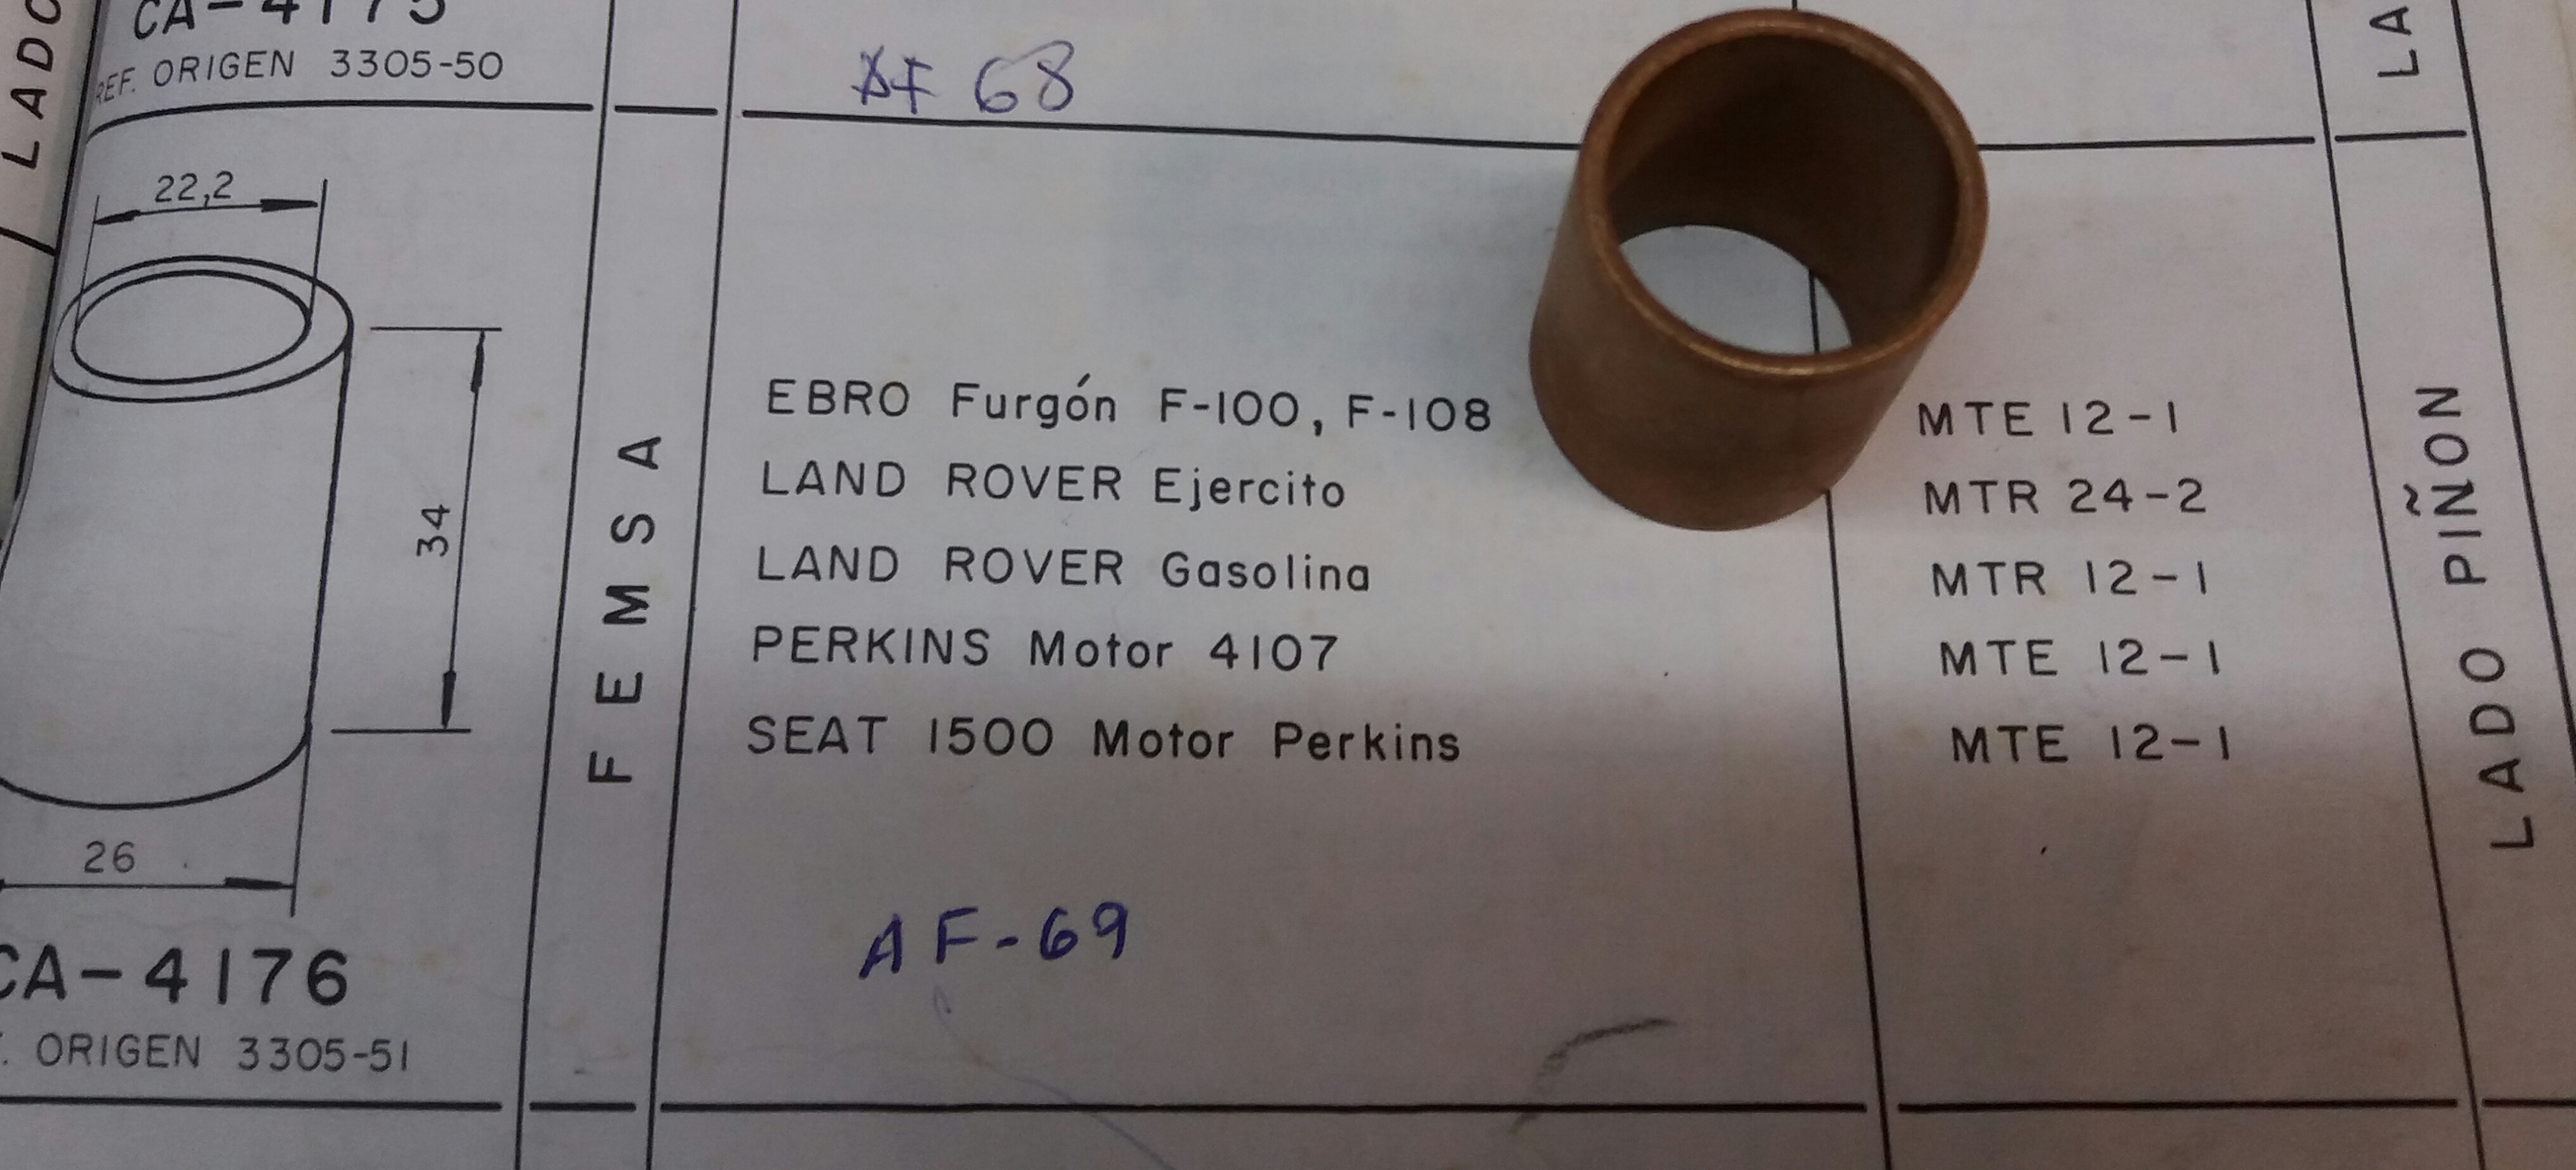 LADO
CA-4175
REF. ORIGEN 3305-50
68
LA
22,2
34
26
CA-4176
. ORIGEN 3305-51
FEMSA
EBRO Furgón F-100, F-108 MTE 12-1
LAND ROVER Ejercito MTR 24-2
LAND ROVER Gasolina MTR 12-1
PERKINS Motor 4107 MTE 12-1
SEAT 1500 Motor Perkins MTE 12-1
AF-69
LADO PIÑON